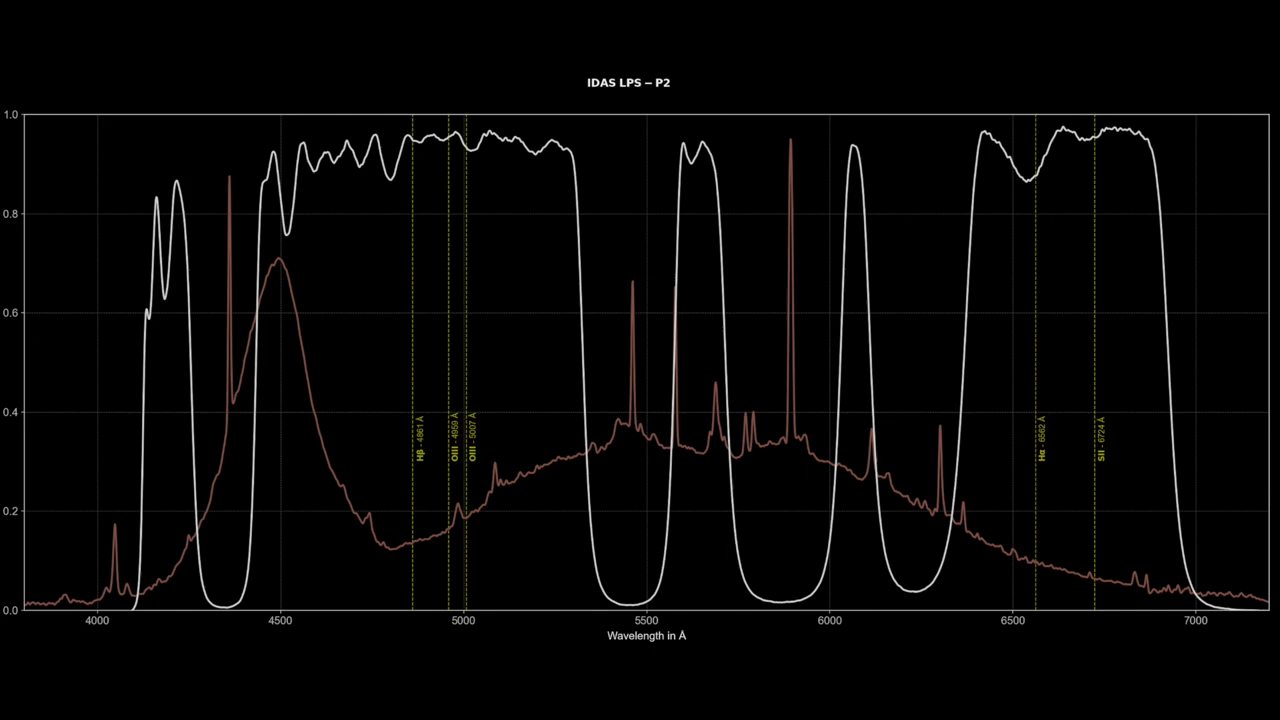 IDAS LPS – P2
1.0
0.8
0.6
0.4
0.2
0.0
Hβ - 4861 Å
OIII - 4959 Å
OIII - 5007 Å
Hα - 6562 Å
SII - 6724 Å
4000 4500 5000 5500 6000 6500 7000
Wavelength in Å